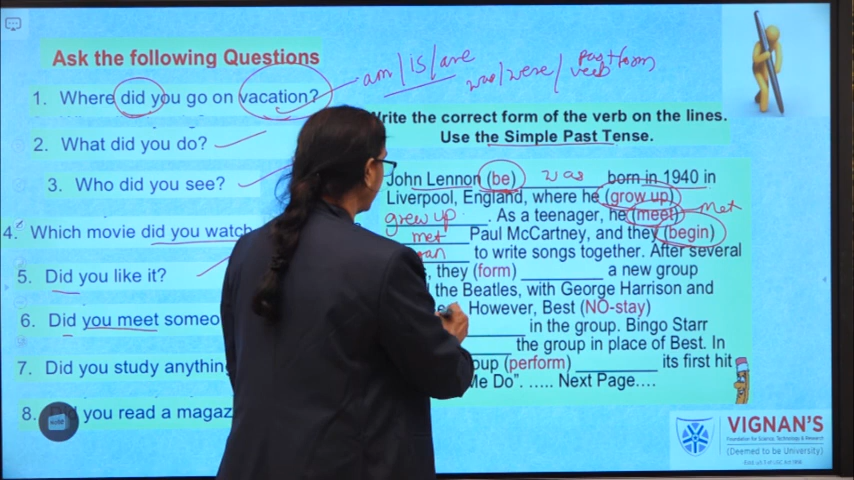 Ask the following Questions
1. Where did you go on vacation?
2. What did you do?
3. Who did you see?
4. Which movie did you watch
5. Did you like it?
6. Did you meet someo
7. Did you study anythin
8. Did you read a magaz
am/is/are
was/were/ past form
verb
Write the correct form of the verb on the lines.
Use the Simple Past Tense.
John Lennon (be) was born in 1940 in
Liverpool, England, where he (grow up)
grew up. As a teenager, he (meet) met
met Paul McCartney, and they (begin)
to write songs together. After several
they (form) ________ a new group
the Beatles, with George Harrison and
However, Best (NO-stay)
________ in the group. Bingo Starr
the group in place of Best. In
(perform) ________ its first hit
Me Do". ..... Next Page....
VIGNAN'S
Foundation for Science, Technology & Research
(Deemed to be University)